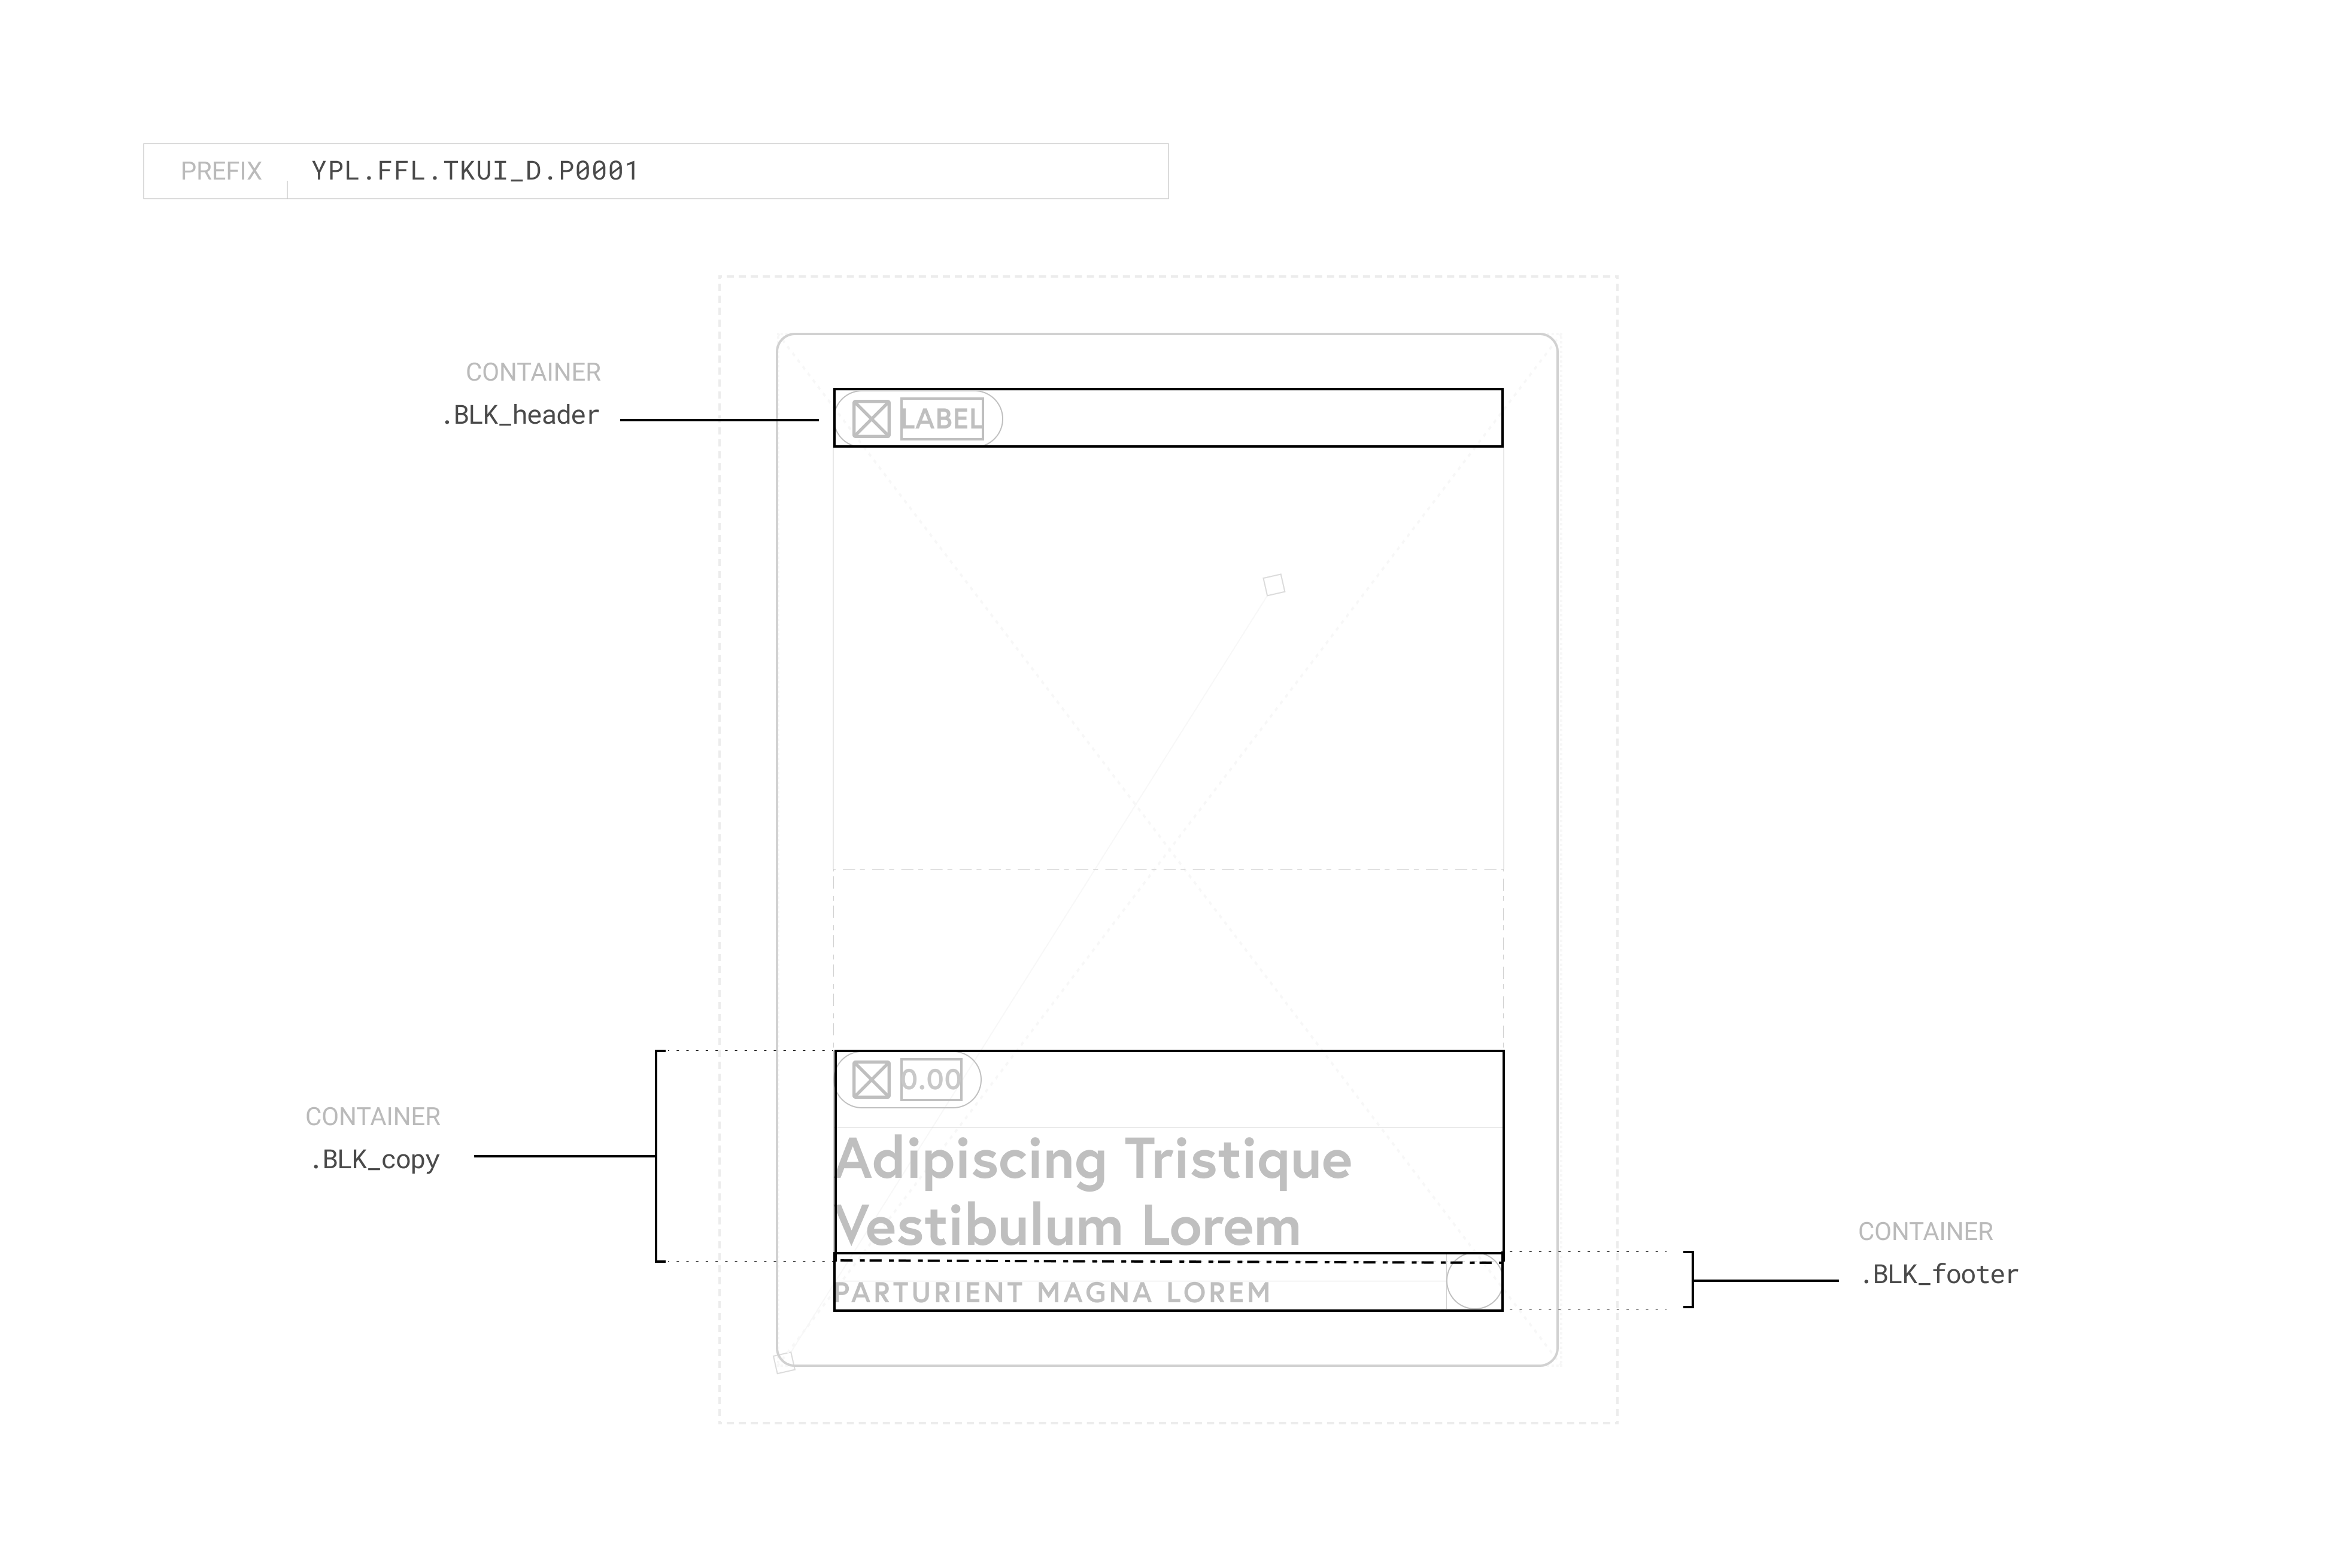 PREFIX YPL.FFL.TKUI_D.P0001
CONTAINER
.BLK_header
LABEL
0.00
CONTAINER
.BLK_copy
Adipiscing Tristique
Vestibulum Lorem
CONTAINER
.BLK_footer
PARTURIENT MAGNA LOREM